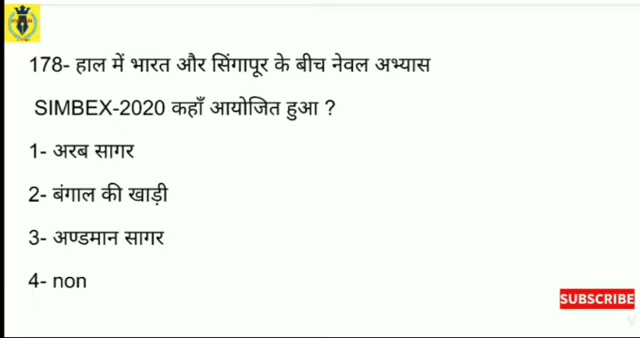 178- हाल में भारत और सिंगापूर के बीच नेवल अभ्यास
SIMBEX-2020 कहाँ आयोजित हुआ ?
1- अरब सागर
2- बंगाल की खाड़ी
3- अण्डमान सागर
4- non
SUBSCRIBE